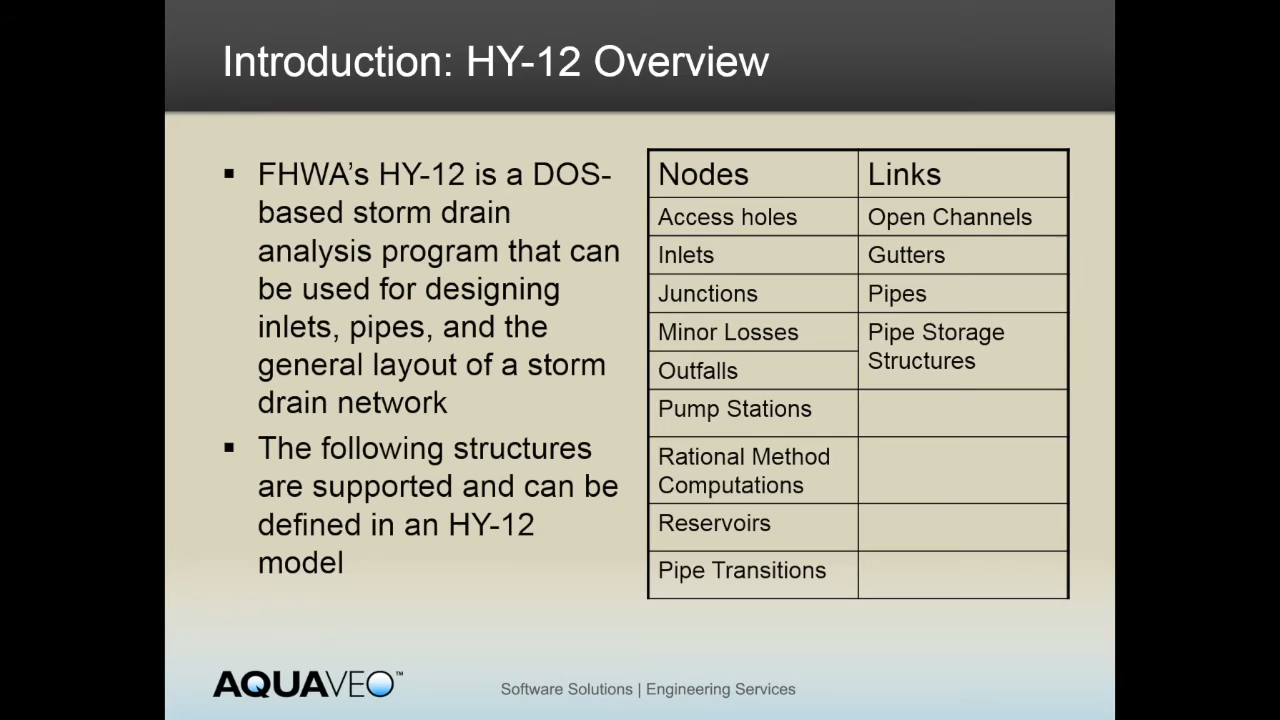 Introduction: HY-12 Overview
▪ FHWA’s HY-12 is a DOS-
based storm drain
analysis program that can
be used for designing
inlets, pipes, and the
general layout of a storm
drain network
▪ The following structures
are supported and can be
defined in an HY-12
model
Nodes Links
Access holes Open Channels
Inlets Gutters
Junctions Pipes
Minor Losses Pipe Storage
Structures
Outfalls
Pump Stations
Rational Method
Computations
Reservoirs
Pipe Transitions
AQUAVEO™
Software Solutions | Engineering Services